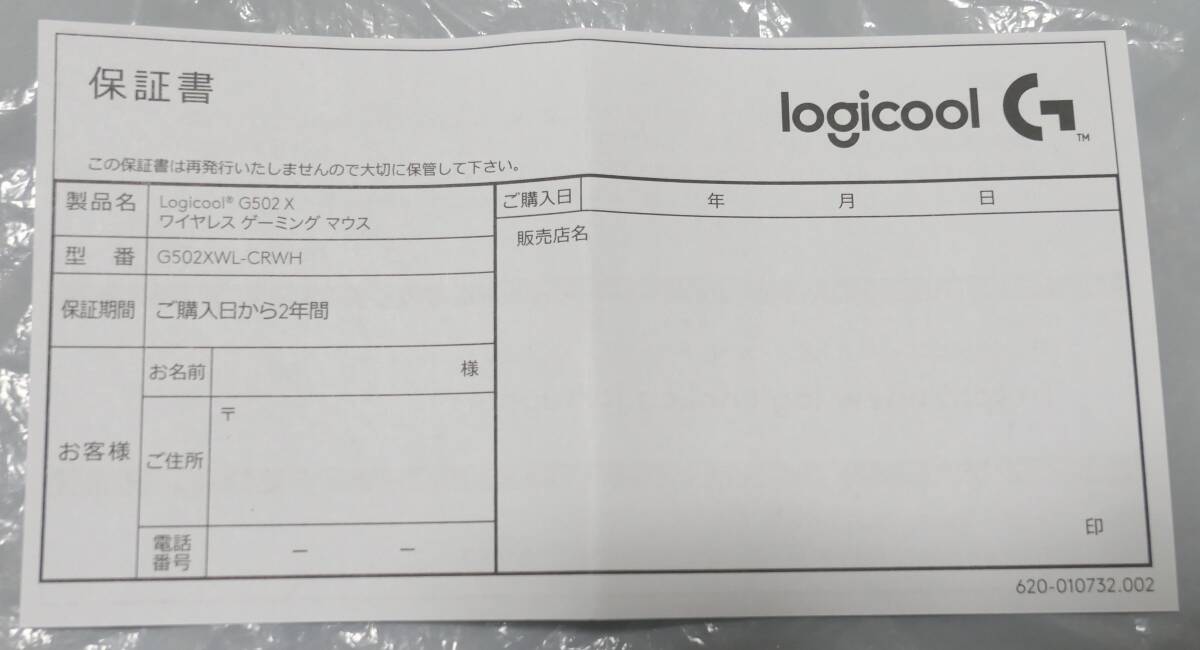 保証書
logicool G™
この保証書は再発行いたしませんので大切に保管して下さい。
製品名
Logicool® G502 X
ワイヤレス ゲーミング マウス
型 番
G502XWL-CRWH
保証期間
ご購入日から2年間
お客様
お名前
様
ご住所
〒
電話
番号
— —
ご購入日 年 月 日
販売店名
印
620-010732.002